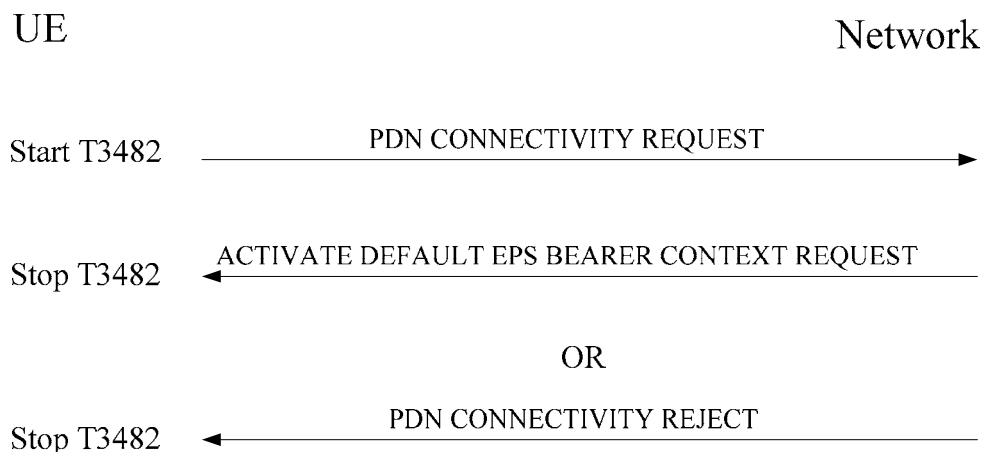 UE
Network
Start T3482
PDN CONNECTIVITY REQUEST
Stop T3482
ACTIVATE DEFAULT EPS BEARER CONTEXT REQUEST
OR
Stop T3482
PDN CONNECTIVITY REJECT